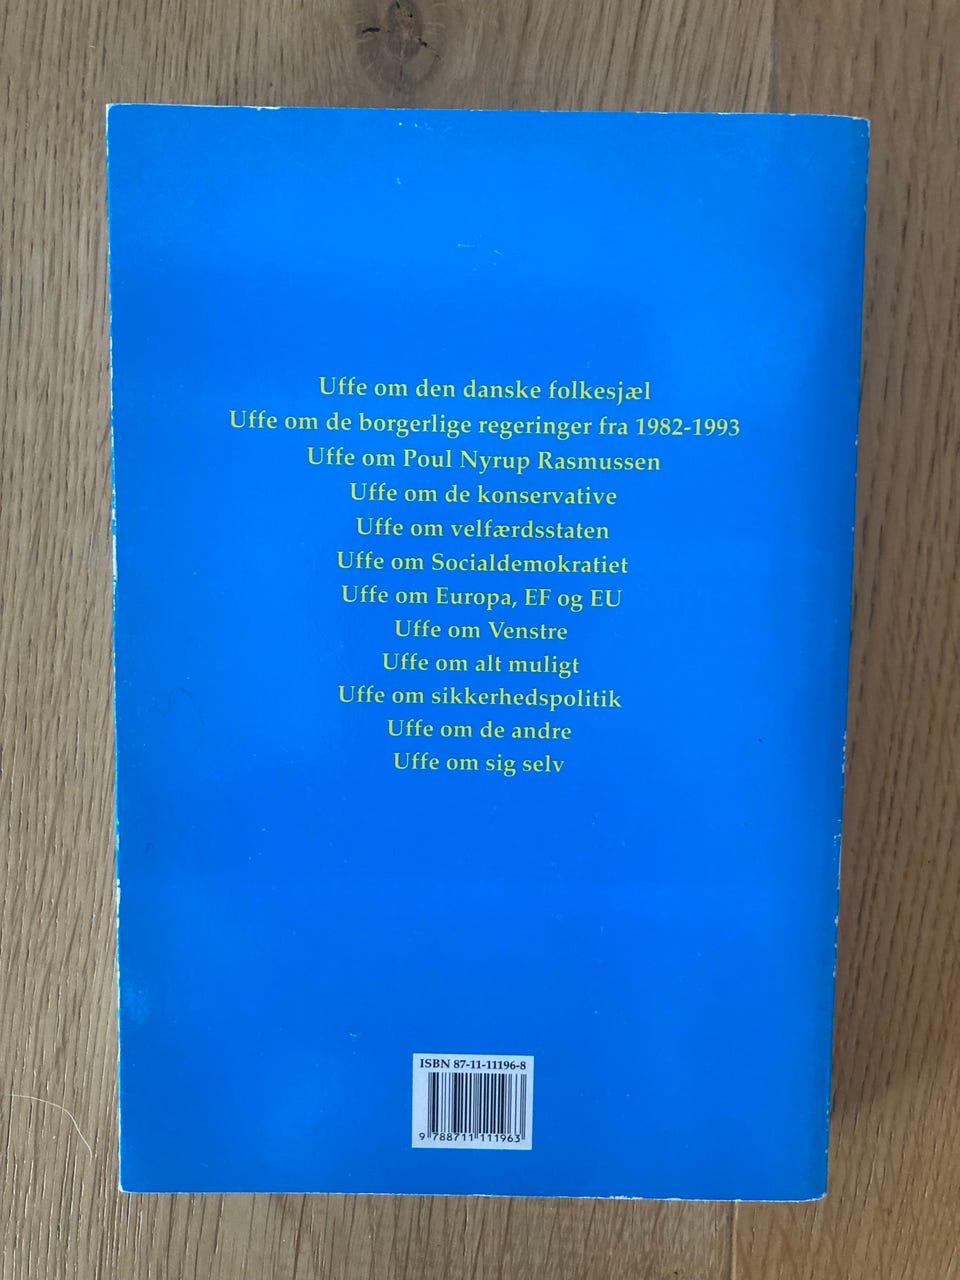 Uffe om den danske folkesjæl
Uffe om de borgerlige regeringer fra 1982-1993
Uffe om Poul Nyrup Rasmussen
Uffe om de konservative
Uffe om velfærdsstaten
Uffe om Socialdemokratiet
Uffe om Europa, EF og EU
Uffe om Venstre
Uffe om alt muligt
Uffe om sikkerhedspolitik
Uffe om de andre
Uffe om sig selv
ISBN 87-11-11196-8
9 788711 111963